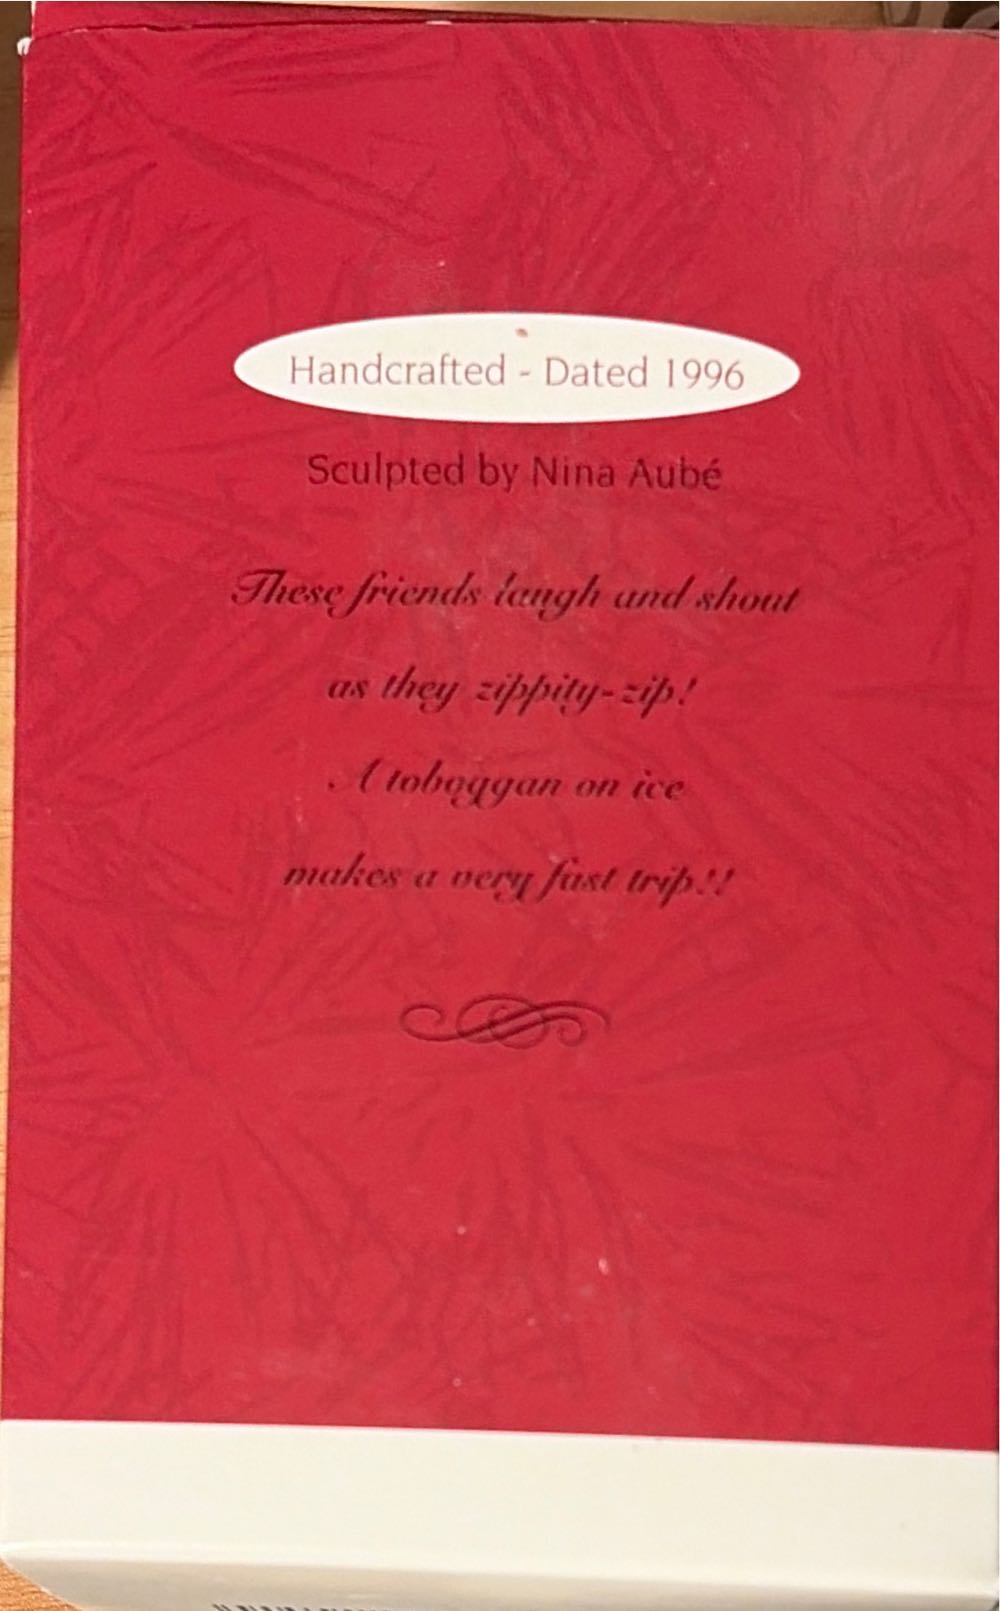 Handcrafted - Dated 1996
Sculpted by Nina Aubé
These friends laugh and shout
as they zippity-zip!
A toboggan on ice
makes a very fast trip!!